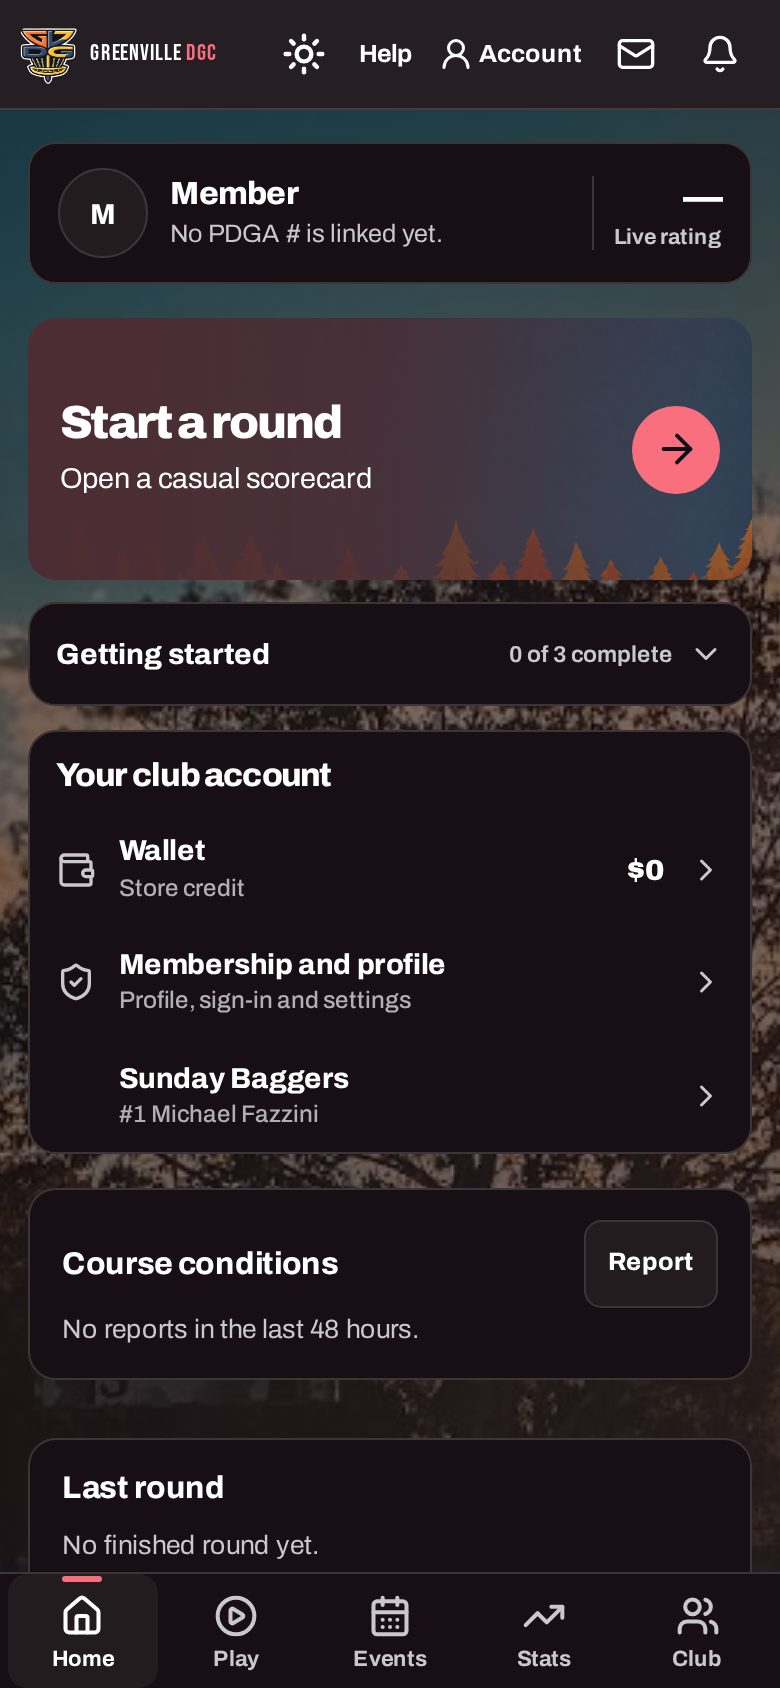 GREENVILLE DGC
Help
Account
M
Member
No PDGA # is linked yet.
—
Live rating
Start a round
Open a casual scorecard
Getting started
0 of 3 complete
Your club account
Wallet
Store credit
$0
Membership and profile
Profile, sign-in and settings
Sunday Baggers
#1 Michael Fazzini
Course conditions
Report
No reports in the last 48 hours.
Last round
No finished round yet.
Home
Play
Events
Stats
Club